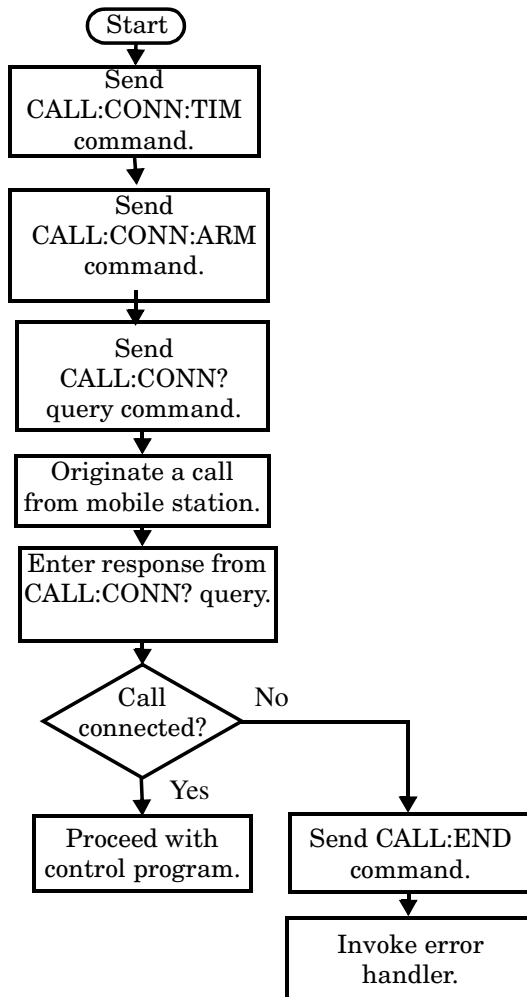 Start
Send
CALL:CONN:TIM
command.
Send
CALL:CONN:ARM
command.
Send
CALL:CONN?
query command.
Originate a call
from mobile station.
Enter response from
CALL:CONN? query.
Call
connected?
No
Yes
Proceed with
control program.
Send CALL:END
command.
Invoke error
handler.